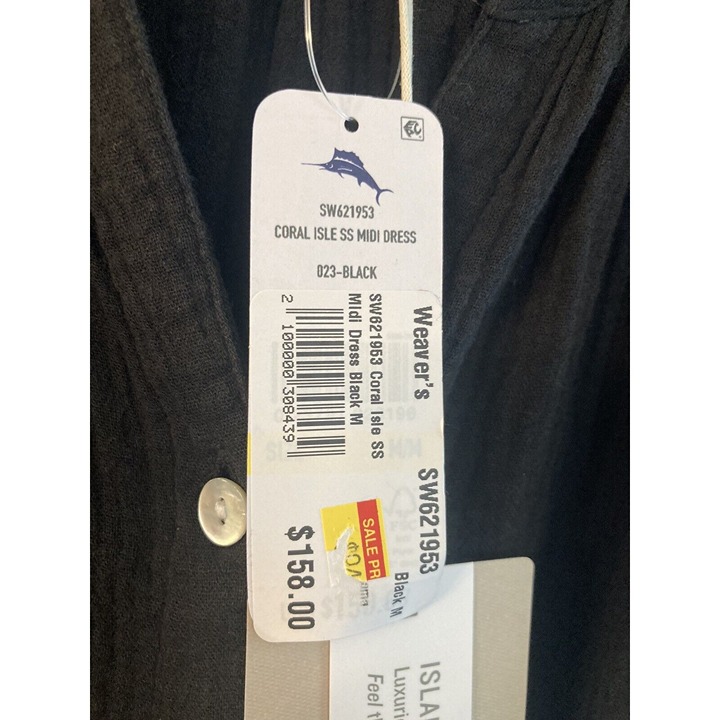 SW621953
CORAL ISLE SS MIDI DRESS
023-BLACK
Weaver's
SW621953 Coral Isle SS
Midi Dress Black M
2 100000 308439
SW621953
Black M
$158.00
SALE PR
ISLA
Luxuri
Feel t